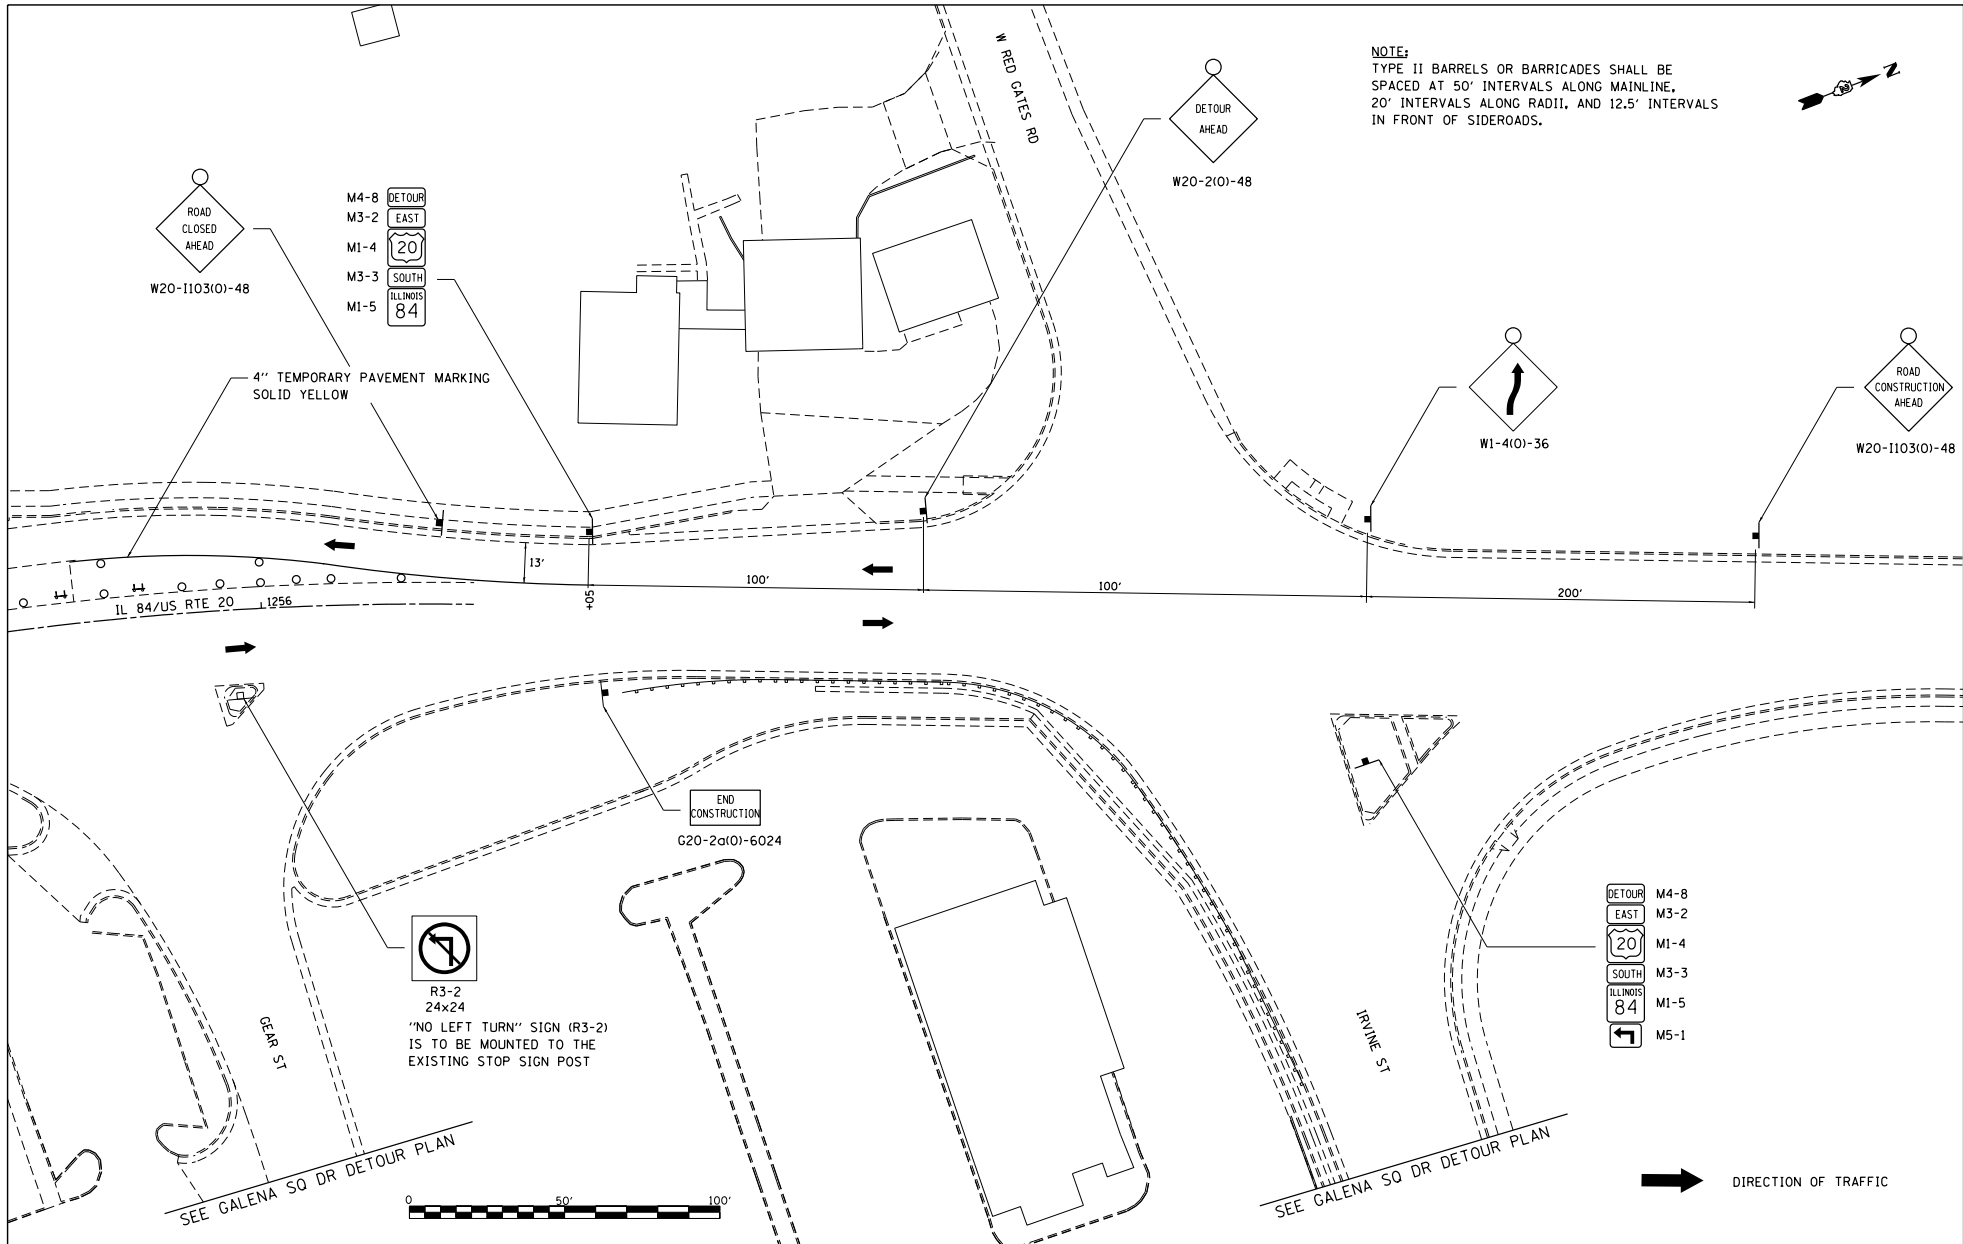 NOTE:
TYPE II BARRELS OR BARRICADES SHALL BE
SPACED AT 50' INTERVALS ALONG MAINLINE,
20' INTERVALS ALONG RADII, AND 12.5' INTERVALS
IN FRONT OF SIDEROADS.
N
W RED GATES RD
DETOUR
AHEAD
W20-2(O)-48
ROAD
CLOSED
AHEAD
W20-I103(O)-48
M4-8 DETOUR
M3-2 EAST
M1-4 20
M3-3 SOUTH
M1-5 ILLINOIS
84
4" TEMPORARY PAVEMENT MARKING
SOLID YELLOW
W1-4(O)-36
ROAD
CONSTRUCTION
AHEAD
W20-I103(O)-48
13'
+05
100'
100'
200'
IL 84/US RTE 20
1256
END
CONSTRUCTION
G20-2a(O)-6024
R3-2
24x24
"NO LEFT TURN" SIGN (R3-2)
IS TO BE MOUNTED TO THE
EXISTING STOP SIGN POST
GEAR ST
IRVINE ST
DETOUR M4-8
EAST M3-2
20 M1-4
SOUTH M3-3
ILLINOIS
84 M1-5
M5-1
SEE GALENA SQ DR DETOUR PLAN
SEE GALENA SQ DR DETOUR PLAN
0 50' 100'
DIRECTION OF TRAFFIC